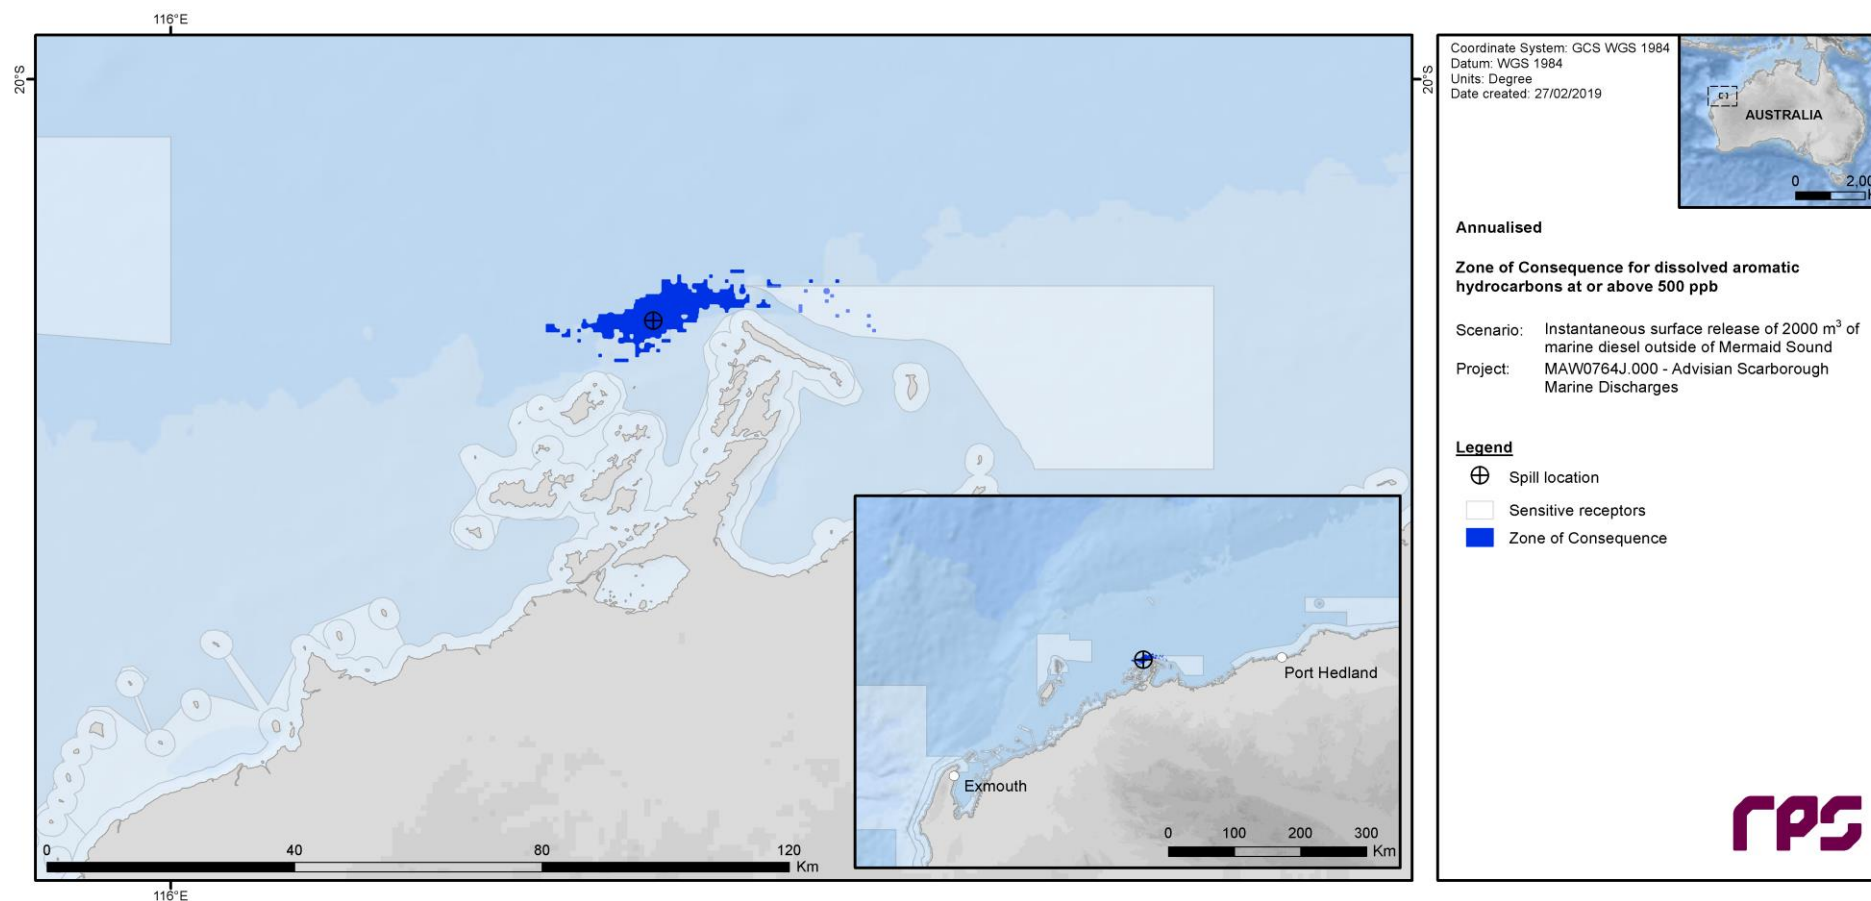 116°E
20°S
20°S
116°E
0 40 80 120
Km
Port Hedland
Exmouth
0 100 200 300
Km
Coordinate System: GCS WGS 1984
Datum: WGS 1984
Units: Degree
Date created: 27/02/2019
AUSTRALIA
0 2,00
Annualised
Zone of Consequence for dissolved aromatic
hydrocarbons at or above 500 ppb
Scenario: Instantaneous surface release of 2000 m³ of
marine diesel outside of Mermaid Sound
Project: MAW0764J.000 - Advisian Scarborough
Marine Discharges
Legend
Spill location
Sensitive receptors
Zone of Consequence
rps